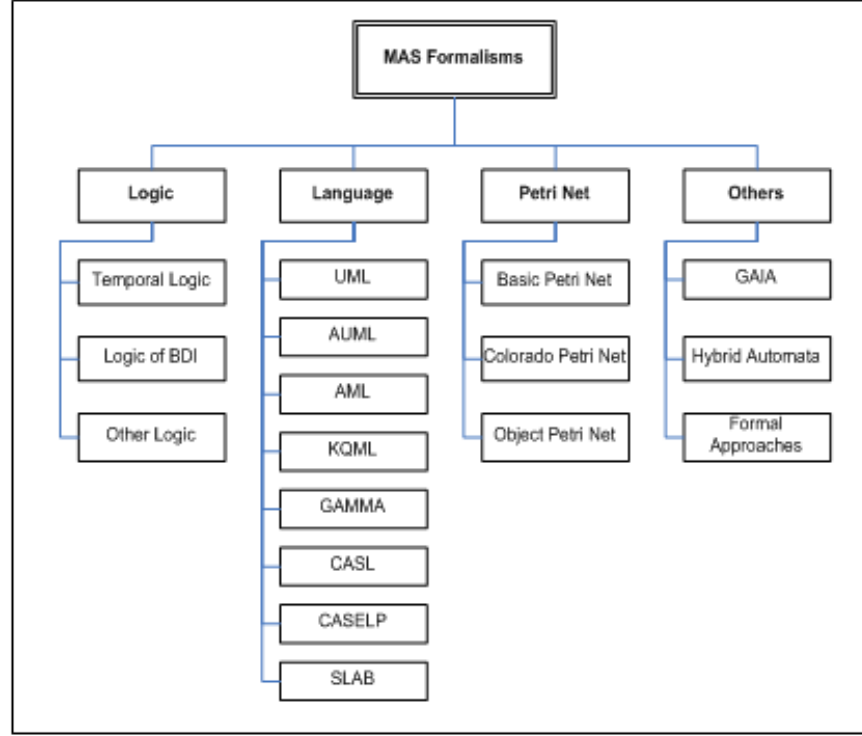 MAS Formalisms
Logic
Language
Petri Net
Others
Temporal Logic
Logic of BDI
Other Logic
UML
AUML
AML
KQML
GAMMA
CASL
CASELP
SLAB
Basic Petri Net
Colorado Petri Net
Object Petri Net
GAIA
Hybrid Automata
Formal
Approaches